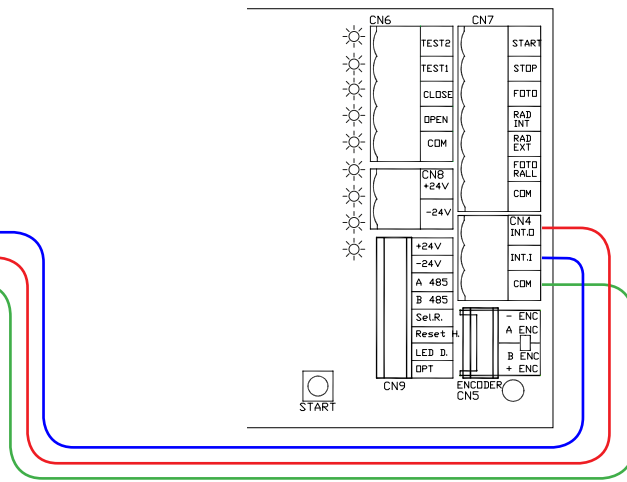 CN6
TEST2
TEST1
CLOSE
OPEN
COM
CN7
START
STOP
FOTO
RAD
INT
RAD
EXT
FOTO
RALL
COM
CN8
+24V
-24V
CN4
INT.O
INT.I
COM
+24V
-24V
A 485
B 485
Sel.R.
Reset H.
LED D.
OPT
CN9
- ENC
A ENC
B ENC
+ ENC
ENCODER
CN5
START